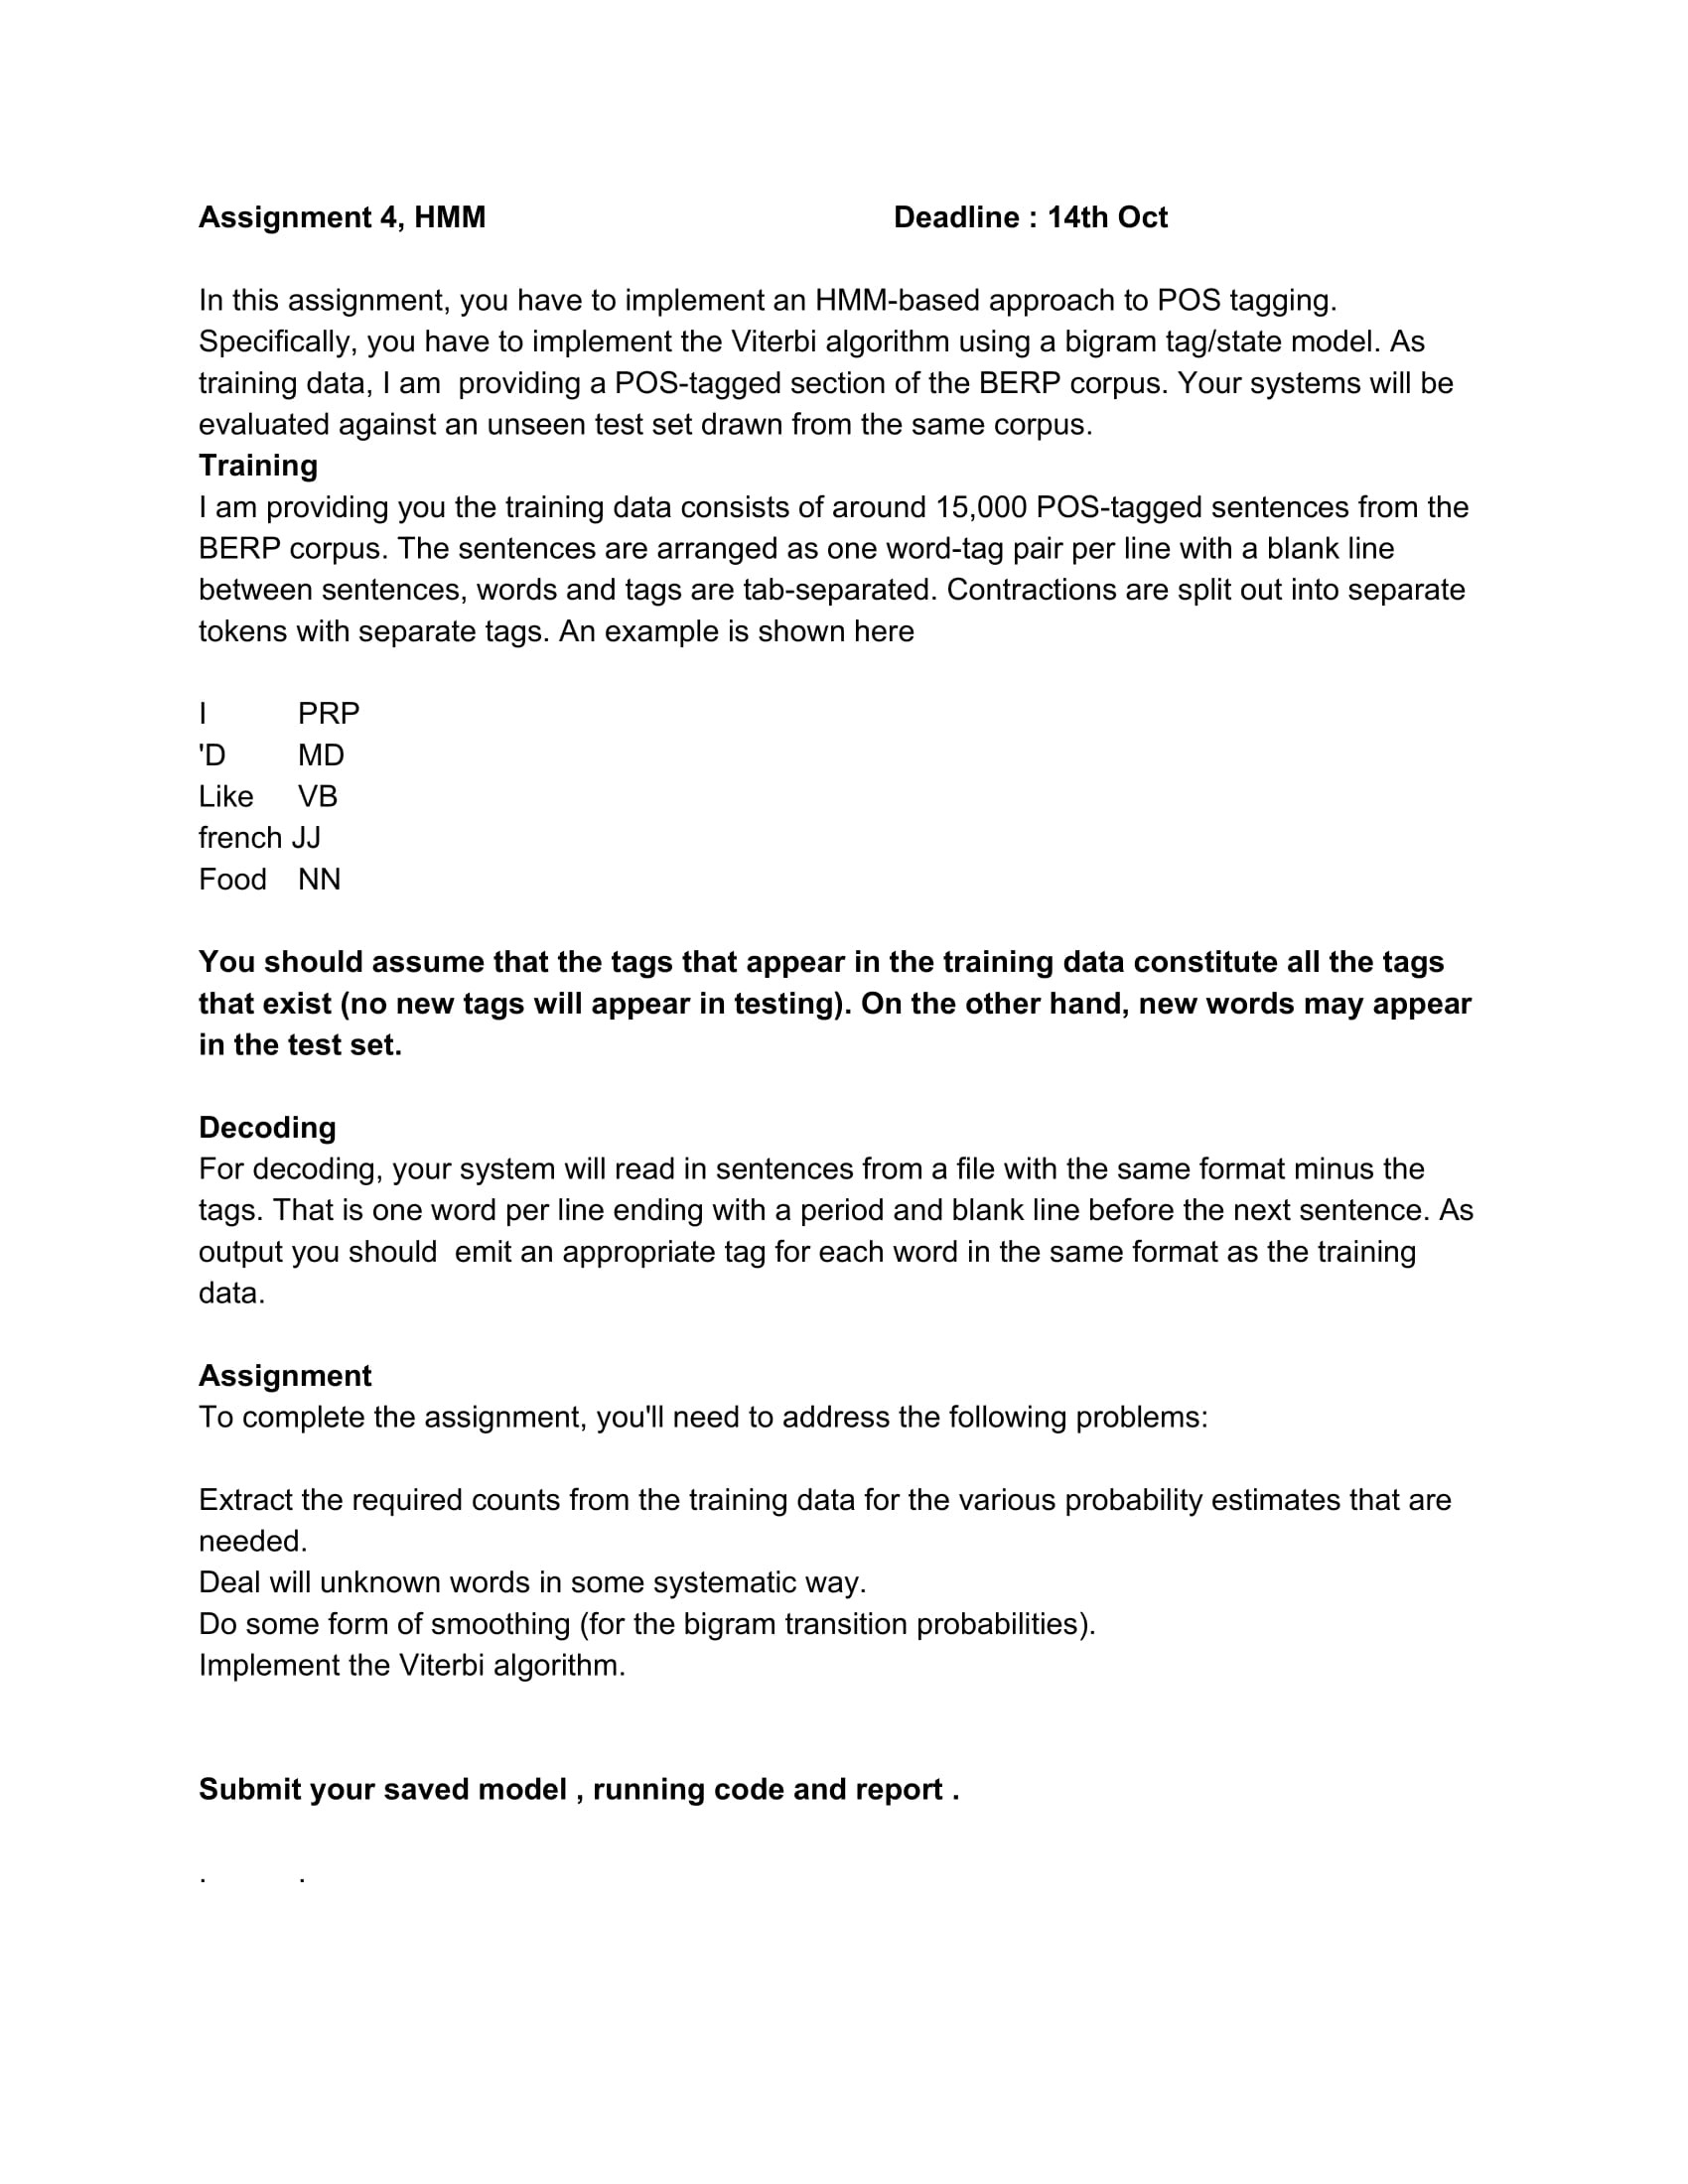 Assignment 4, HMM Deadline : 14th Oct
In this assignment, you have to implement an HMM-based approach to POS tagging.
Specifically, you have to implement the Viterbi algorithm using a bigram tag/state model. As
training data, I am  providing a POS-tagged section of the BERP corpus. Your systems will be
evaluated against an unseen test set drawn from the same corpus.
Training
I am providing you the training data consists of around 15,000 POS-tagged sentences from the
BERP corpus. The sentences are arranged as one word-tag pair per line with a blank line
between sentences, words and tags are tab-separated. Contractions are split out into separate
tokens with separate tags. An example is shown here
I PRP
'D MD
Like VB
french JJ
Food NN
You should assume that the tags that appear in the training data constitute all the tags
that exist (no new tags will appear in testing). On the other hand, new words may appear
in the test set.
Decoding
For decoding, your system will read in sentences from a file with the same format minus the
tags. That is one word per line ending with a period and blank line before the next sentence. As
output you should  emit an appropriate tag for each word in the same format as the training
data.
Assignment
To complete the assignment, you'll need to address the following problems:
Extract the required counts from the training data for the various probability estimates that are
needed.
Deal will unknown words in some systematic way.
Do some form of smoothing (for the bigram transition probabilities).
Implement the Viterbi algorithm.
Submit your saved model , running code and report .
. .